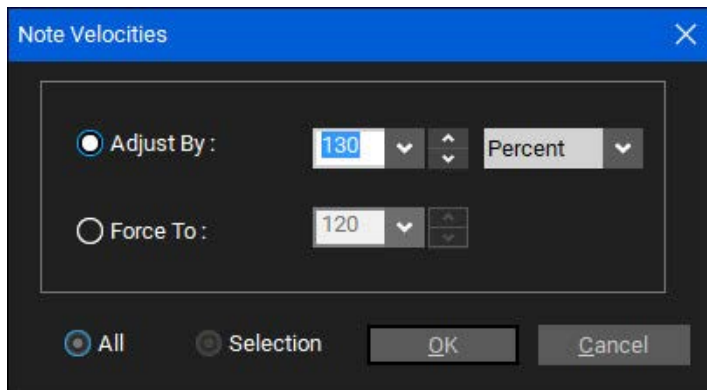 Note Velocities
Adjust By : 130 Percent
Force To : 120
All Selection OK Cancel